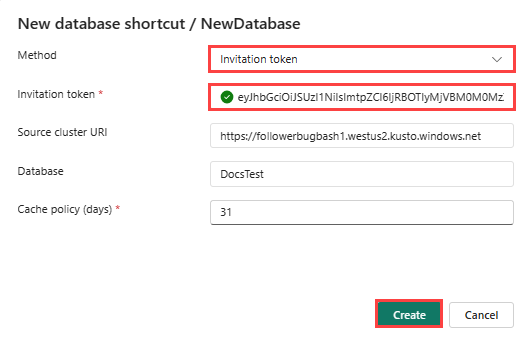 New database shortcut / NewDatabase
Method
Invitation token
Invitation token *
eyJhbGciOiJSUzI1NiIsImtpZCI6IjRBOTIyMjVBM0M0Mz
Source cluster URI
https://followerbugbash1.westus2.kusto.windows.net
Database
DocsTest
Cache policy (days) *
31
Create
Cancel